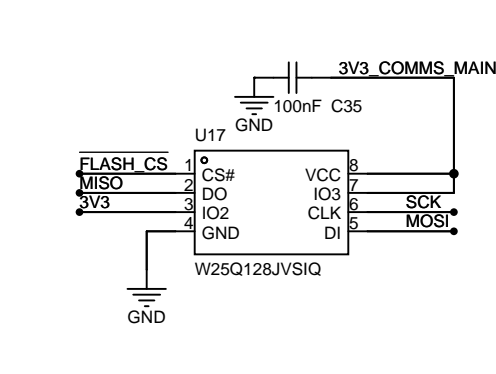 3V3_COMMS_MAIN
100nF C35
GND
U17
FLASH_CS 1 CS# VCC 8
MISO 2 DO IO3 7
3V3 3 IO2 CLK 6 SCK
4 GND DI 5 MOSI
W25Q128JVSIQ
GND